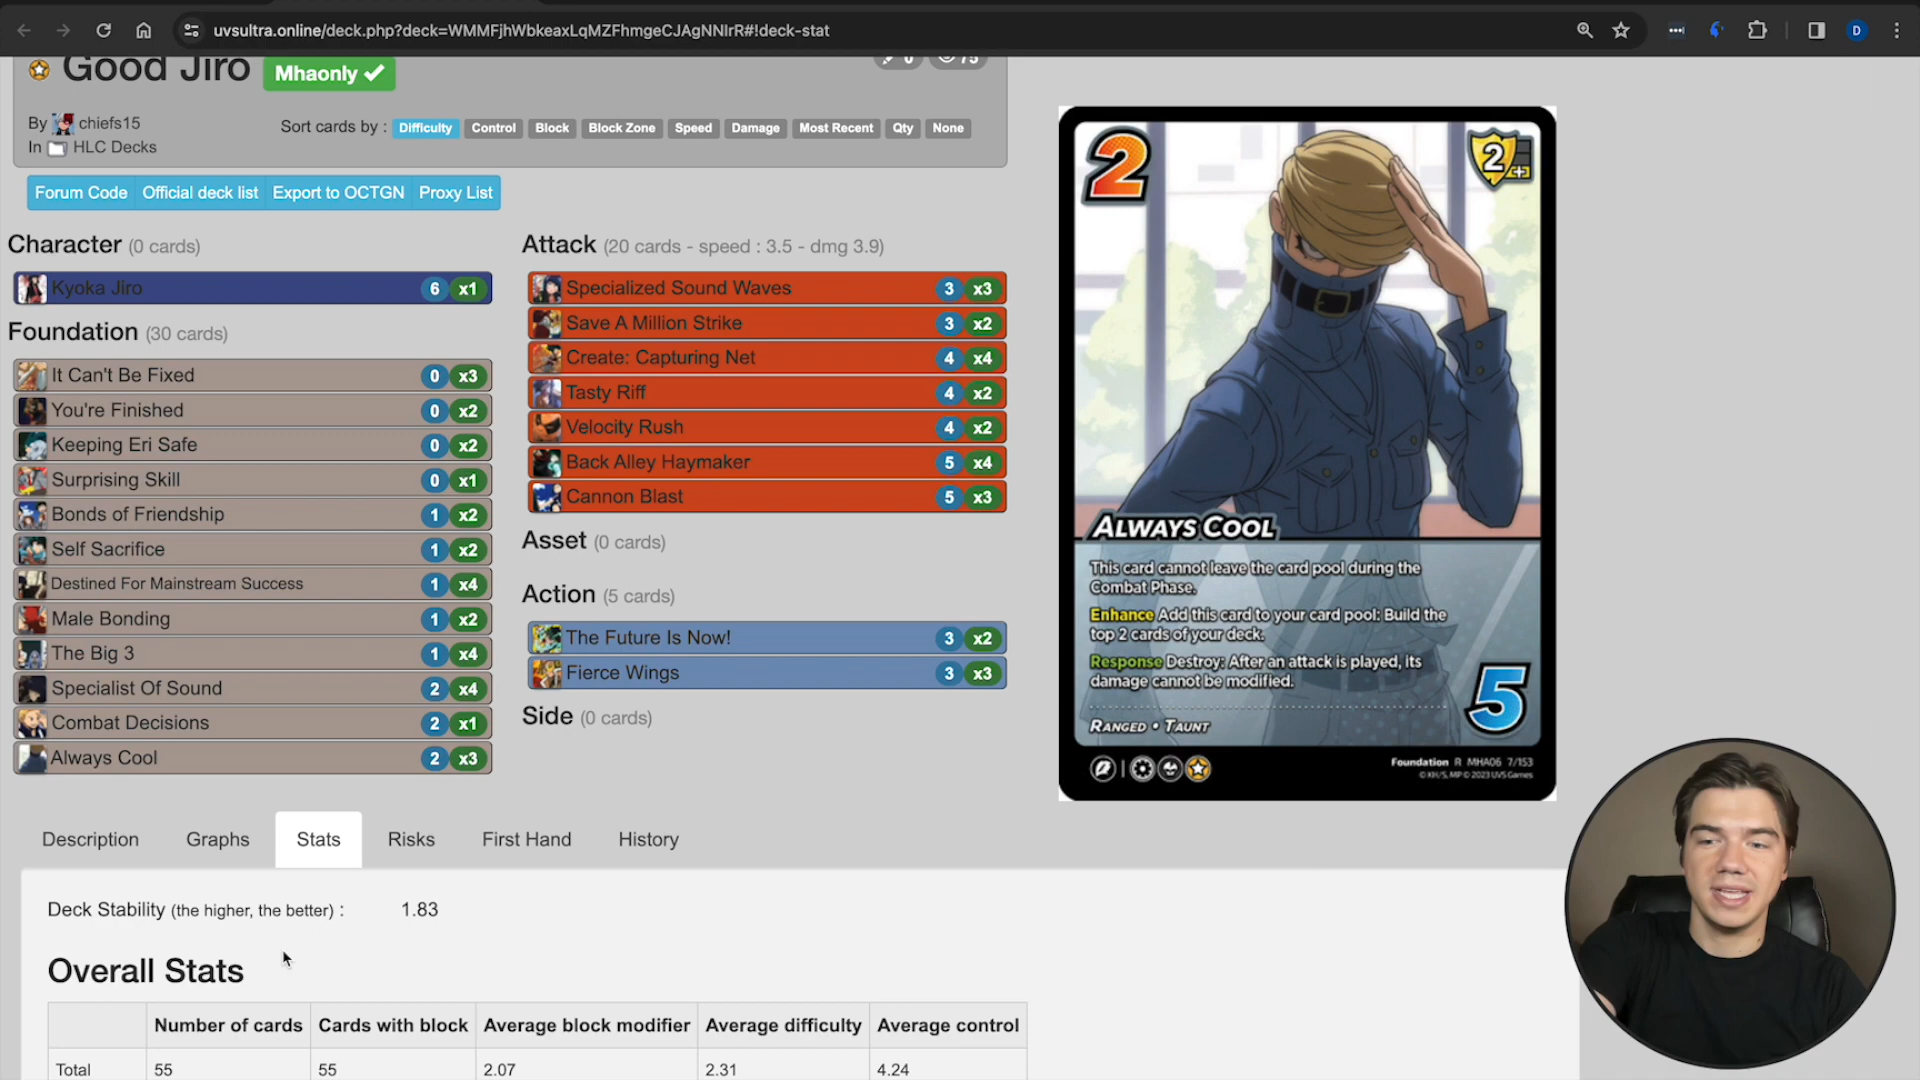 uvsultra.online/deck.php?deck=WMMFjhWbkeaxLqMZFhmgeCJAgNNlrR#!deck-stat
D
Good Jiro
Mhaonly
75
By chiefs15
Sort cards by : Difficulty Control Block Block Zone Speed Damage Most Recent Qty None
In HLC Decks
Forum Code Official deck list Export to OCTGN Proxy List
Character (0 cards)
Kyoka Jiro 6 x1
Foundation (30 cards)
It Can't Be Fixed 0 x3
You're Finished 0 x2
Keeping Eri Safe 0 x2
Surprising Skill 0 x1
Bonds of Friendship 1 x2
Self Sacrifice 1 x2
Destined For Mainstream Success 1 x4
Male Bonding 1 x2
The Big 3 1 x4
Specialist Of Sound 2 x4
Combat Decisions 2 x1
Always Cool 2 x3
Attack (20 cards - speed : 3.5 - dmg 3.9)
Specialized Sound Waves 3 x3
Save A Million Strike 3 x2
Create: Capturing Net 4 x4
Tasty Riff 4 x2
Velocity Rush 4 x2
Back Alley Haymaker 5 x4
Cannon Blast 5 x3
Asset (0 cards)
Action (5 cards)
The Future Is Now! 3 x2
Fierce Wings 3 x3
Side (0 cards)
2
2
ALWAYS COOL
This card cannot leave the card pool during the
Combat Phase.
Enhance Add this card to your card pool: Build the
top 2 cards of your deck.
Response Destroy: After an attack is played, its
damage cannot be modified.
5
RANGED • TAUNT
Foundation R MHA06 7/153
© KH/S, MP © 2023 UVS Games
Description Graphs Stats Risks First Hand History
Deck Stability (the higher, the better) : 1.83
Overall Stats
Number of cards Cards with block Average block modifier Average difficulty Average control
Total 55 55 2.07 2.31 4.24